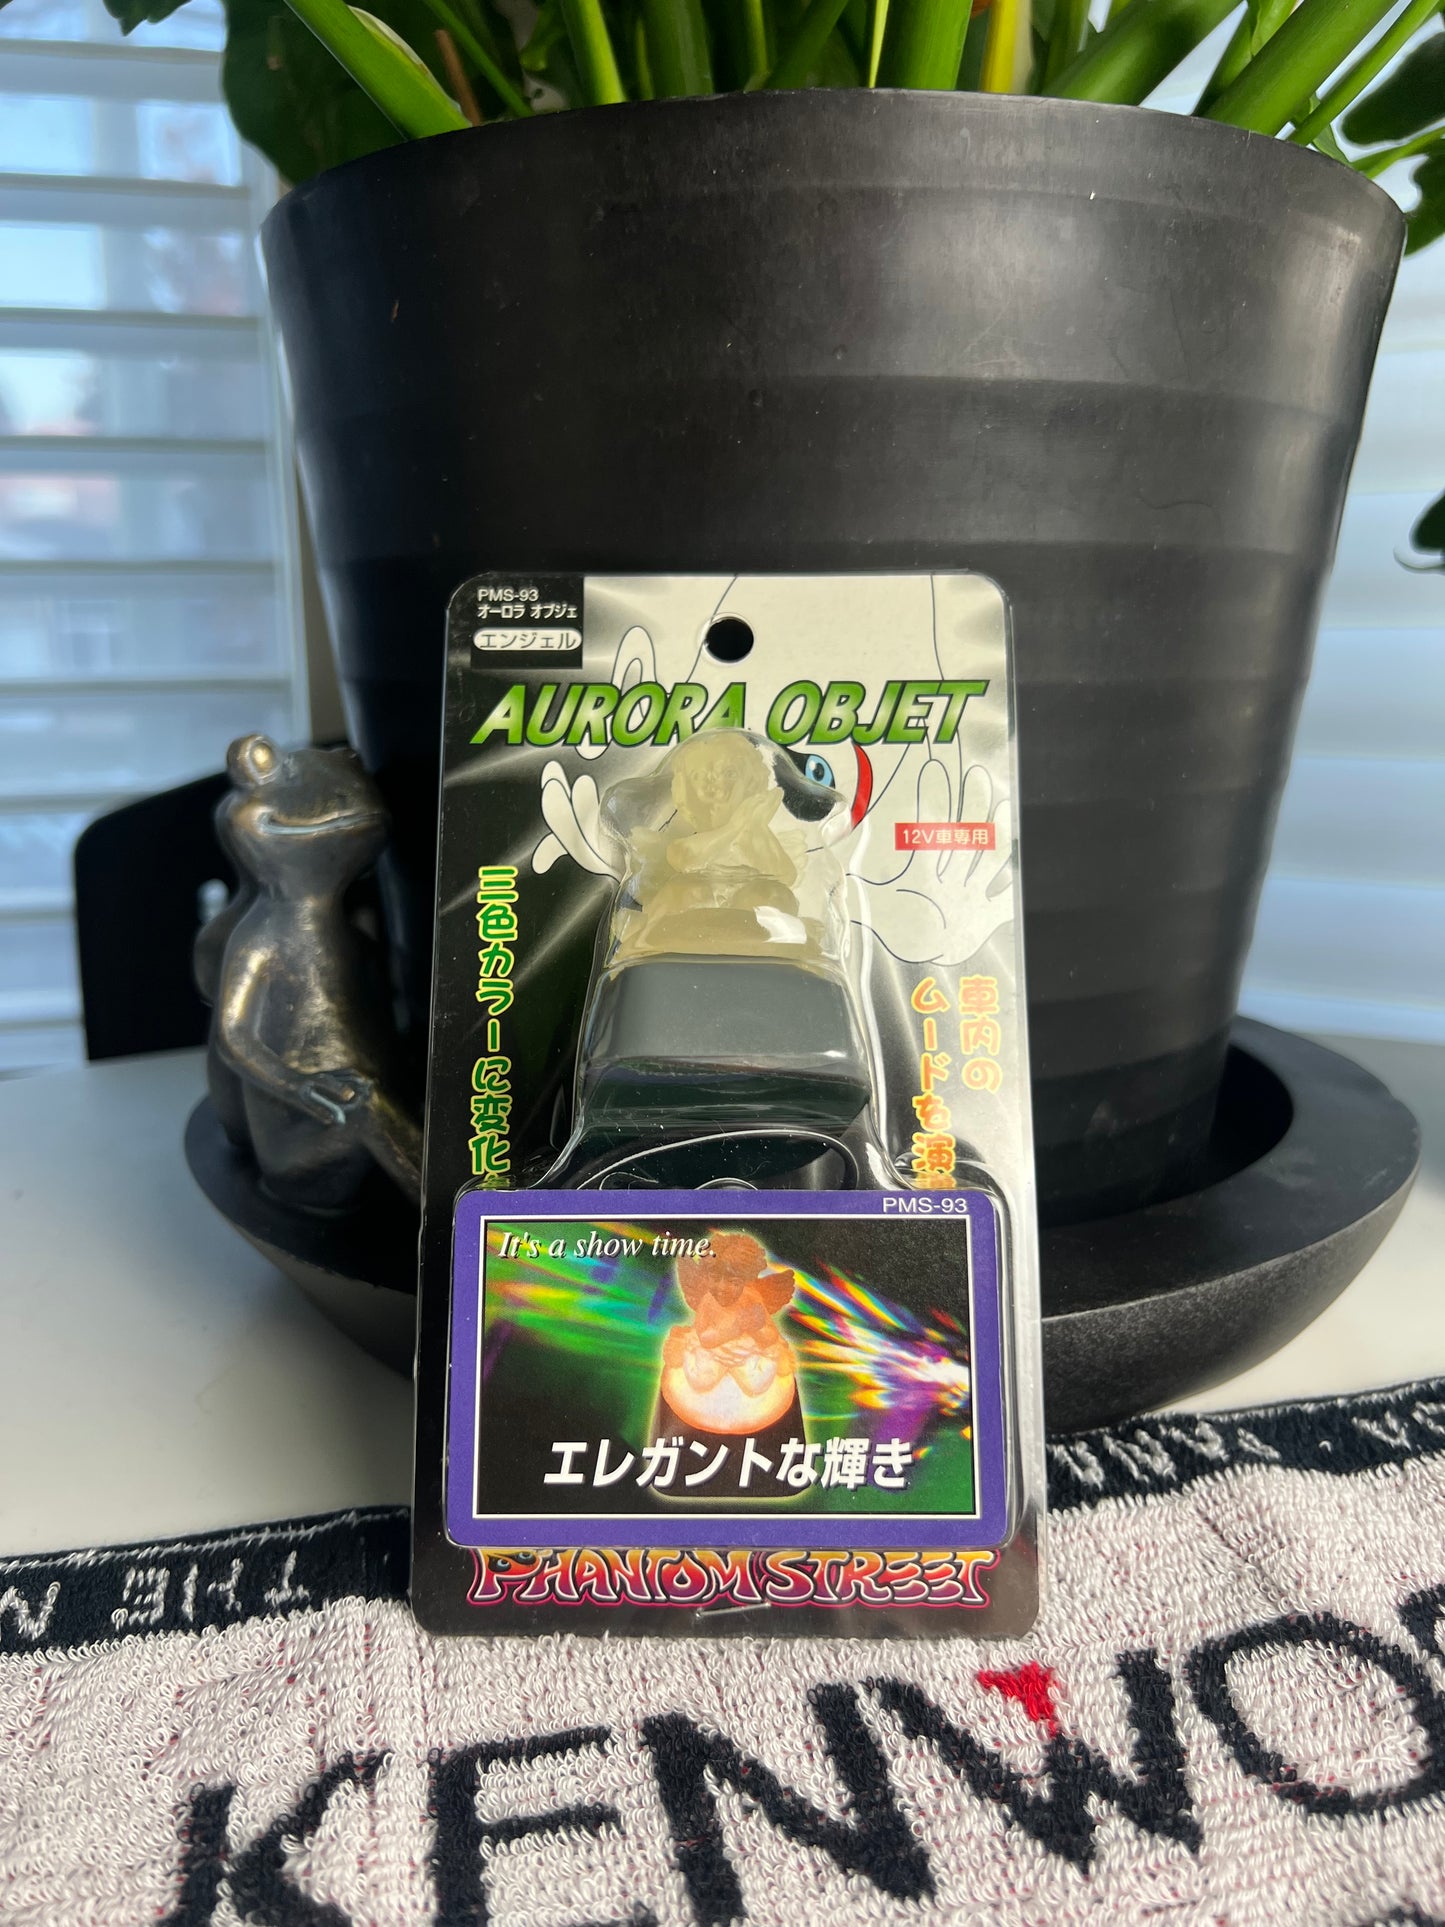 PMS-93
オーロラ オブジェ
エンジェル
AURORA OBJET
12V車専用
三色カラーに変化
車内の
ムードを演
PMS-93
It's a show time.
エレガントな輝き
PHANTOM STREET
THE
KENWO